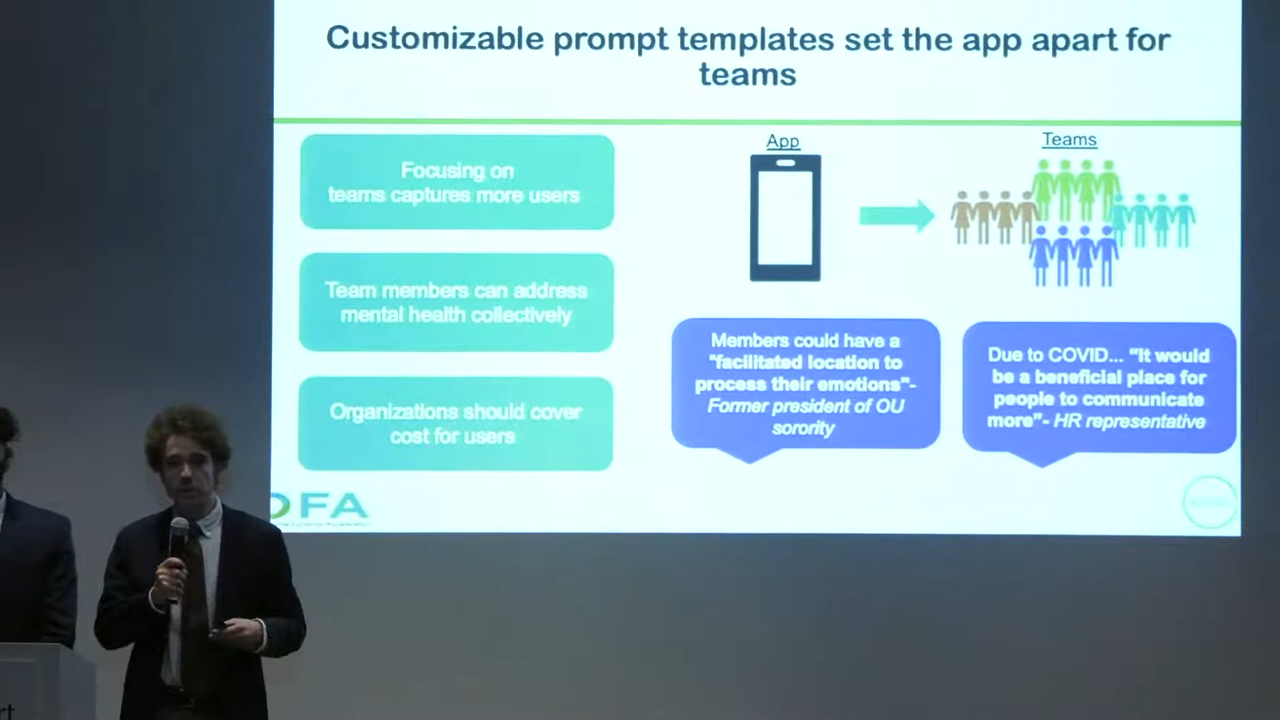 Customizable prompt templates set the app apart for
teams
Focusing on
teams captures more users
Team members can address
mental health collectively
Organizations should cover
cost for users
App
Teams
Members could have a
"facilitated location to
process their emotions"-
Former president of OU
sorority
Due to COVID... "It would
be a beneficial place for
people to communicate
more"- HR representative
OFA
rt